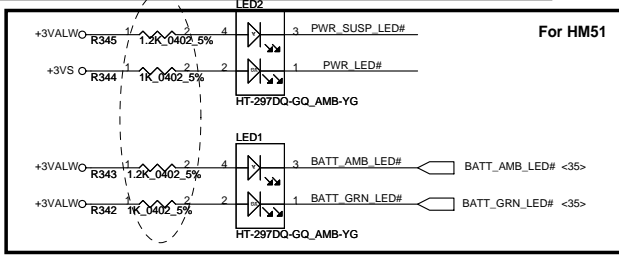 LED2
For HM51
+3VALW R345 1 1.2K_0402_5% 2 4 3 PWR_SUSP_LED#
+3VS R344 1 1K_0402_5% 2 2 1 PWR_LED#
HT-297DQ-GQ_AMB-YG
LED1
+3VALW R343 1 1.2K_0402_5% 2 4 3 BATT_AMB_LED# BATT_AMB_LED# <35>
+3VALW R342 1 1K_0402_5% 2 2 1 BATT_GRN_LED# BATT_GRN_LED# <35>
HT-297DQ-GQ_AMB-YG